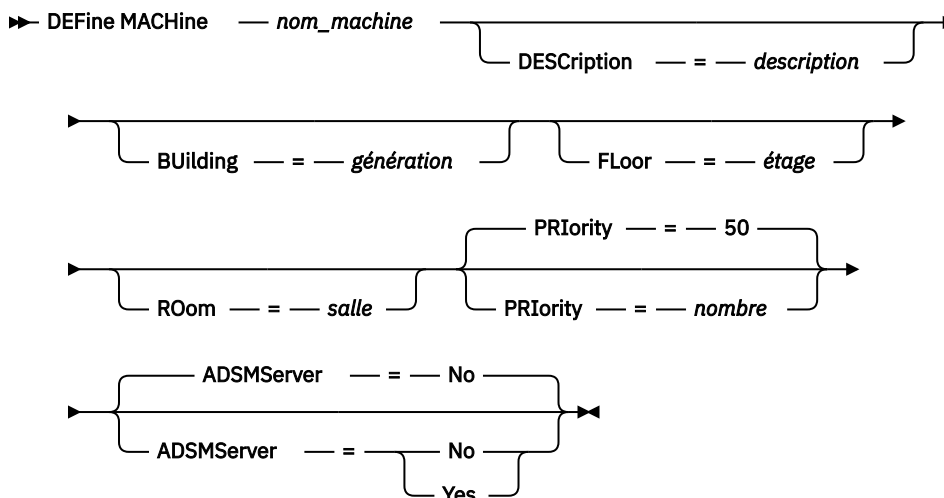 DEFine MACHine nom_machine
DESCription = description
BUilding = génération FLoor = étage
PRIority = 50
ROom = salle PRIority = nombre
ADSMServer = No
ADSMServer = No
Yes